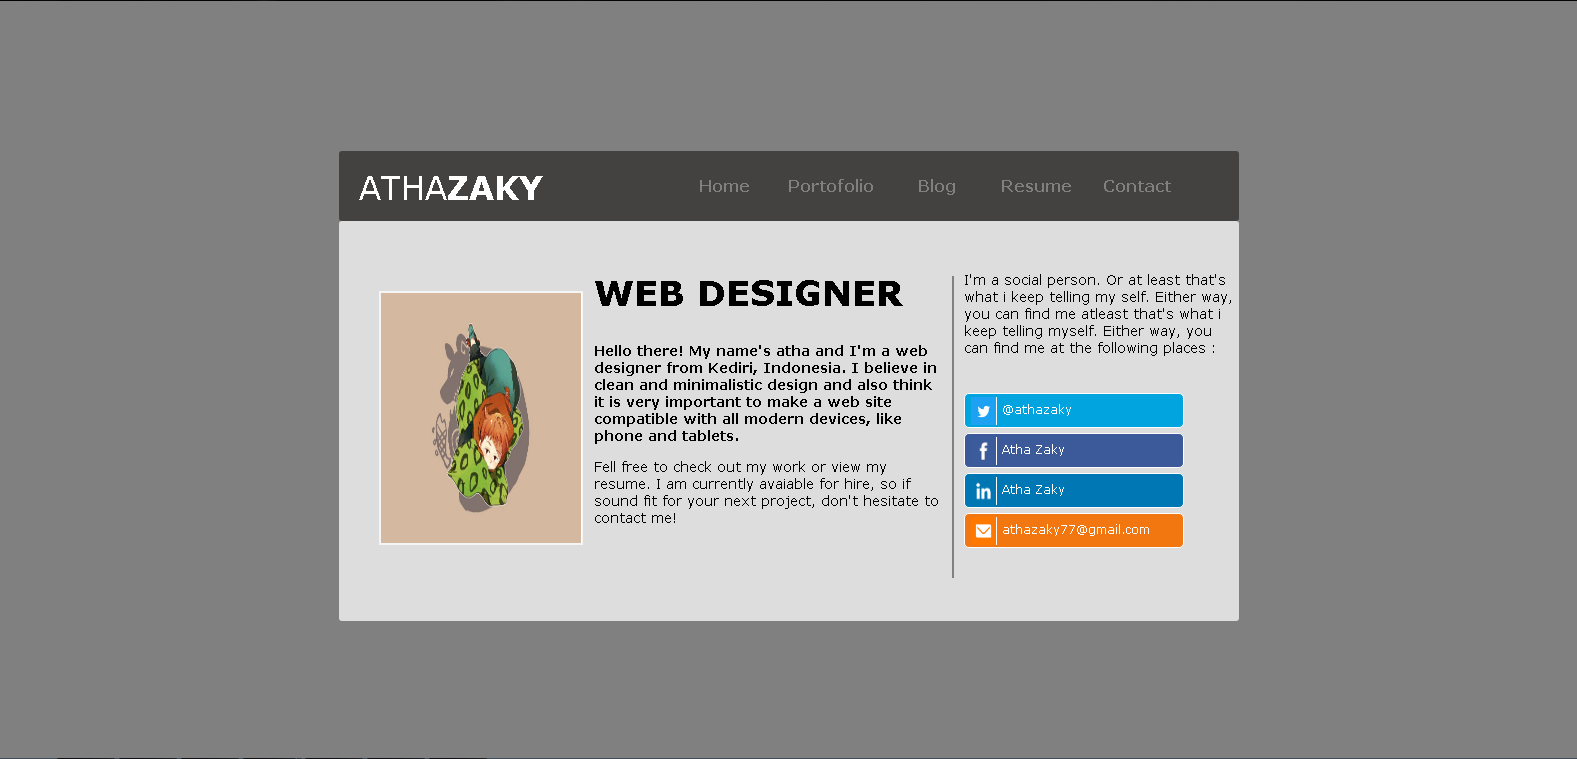 ATHAZAKY
Home Portofolio Blog Resume Contact
WEB DESIGNER
Hello there! My name's atha and I'm a web
designer from Kediri, Indonesia. I believe in
clean and minimalistic design and also think
it is very important to make a web site
compatible with all modern devices, like
phone and tablets.
Fell free to check out my work or view my
resume. I am currently avaiable for hire, so if
sound fit for your next project, don't hesitate to
contact me!
I'm a social person. Or at least that's
what i keep telling my self. Either way,
you can find me atleast that's what i
keep telling myself. Either way, you
can find me at the following places :
@athazaky
Atha Zaky
Atha Zaky
athazaky77@gmail.com